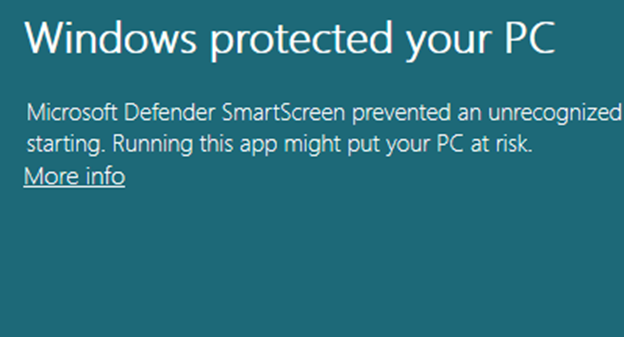 Windows protected your PC
Microsoft Defender SmartScreen prevented an unrecognized
starting. Running this app might put your PC at risk.
More info